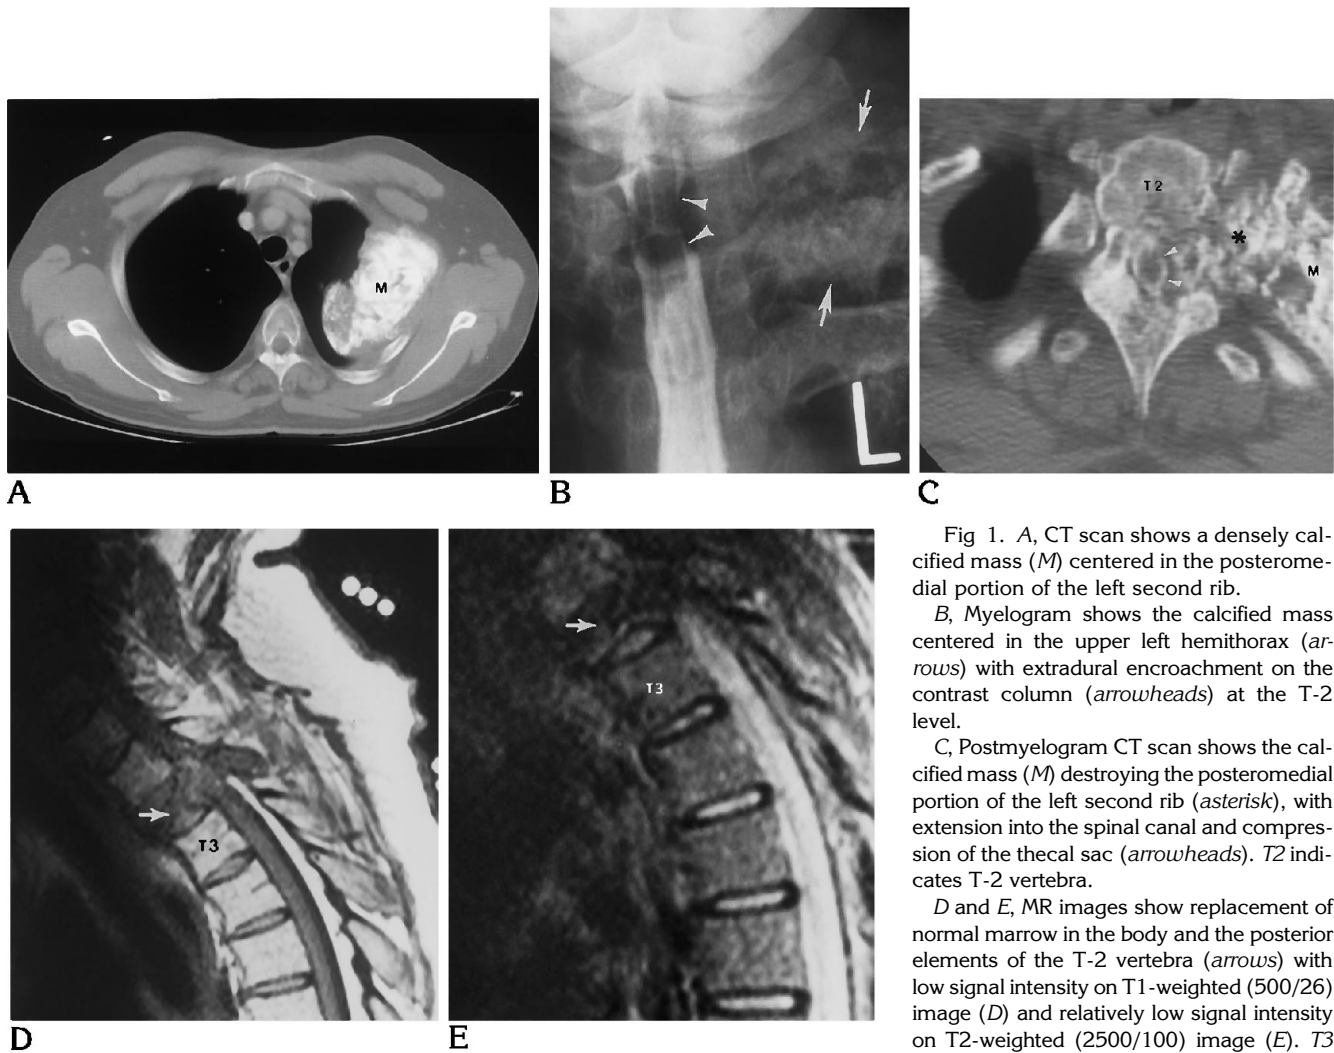 M
L
T2
*
M
A
B
C
T3
T3
D
E
Fig 1. A, CT scan shows a densely cal-
cified mass (M) centered in the posterome-
dial portion of the left second rib.
B, Myelogram shows the calcified mass
centered in the upper left hemithorax (ar-
rows) with extradural encroachment on the
contrast column (arrowheads) at the T-2
level.
C, Postmyelogram CT scan shows the cal-
cified mass (M) destroying the posteromedial
portion of the left second rib (asterisk), with
extension into the spinal canal and compres-
sion of the thecal sac (arrowheads). T2 indi-
cates T-2 vertebra.
D and E, MR images show replacement of
normal marrow in the body and the posterior
elements of the T-2 vertebra (arrows) with
low signal intensity on T1-weighted (500/26)
image (D) and relatively low signal intensity
on T2-weighted (2500/100) image (E). T3